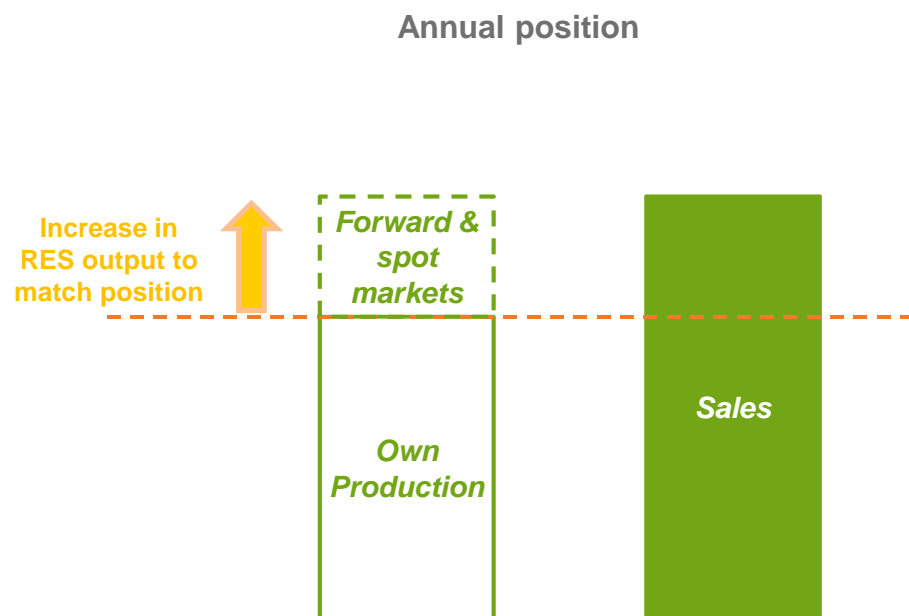 Annual position
Increase in
RES output to
match position
Forward &
spot
markets
Sales
Own
Production